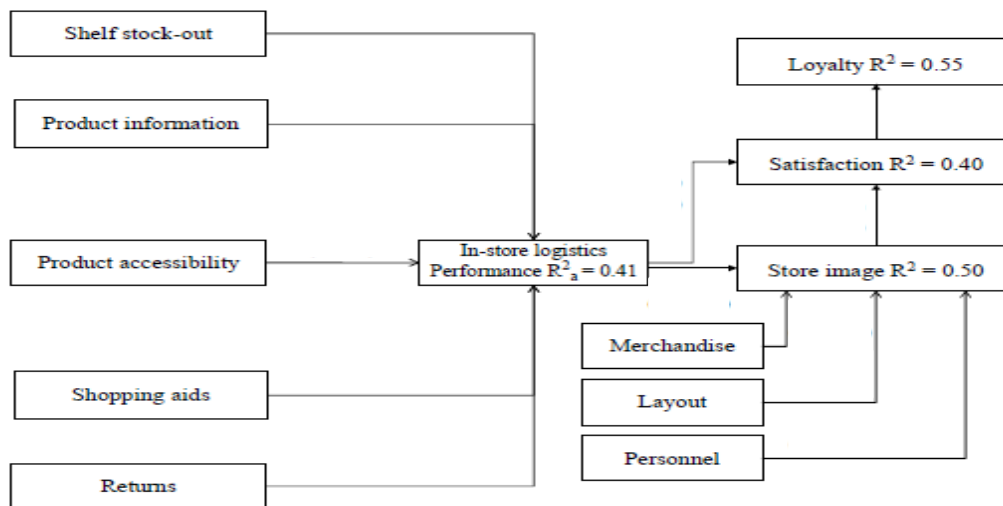 Shelf stock-out
Product information
Product accessibility
Shopping aids
Returns
In-store logistics
Performance R²ₐ = 0.41
Loyalty R² = 0.55
Satisfaction R² = 0.40
Store image R² = 0.50
Merchandise
Layout
Personnel